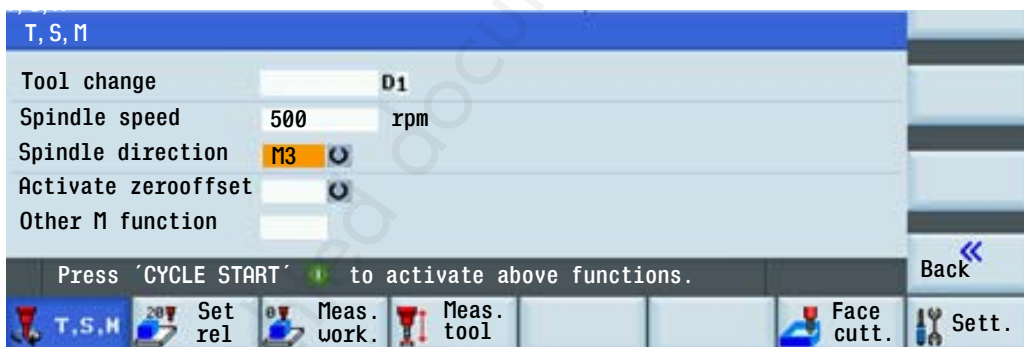 T,S,M
Tool change D1
Spindle speed 500 rpm
Spindle direction M3
Activate zerooffset
Other M function
Press ´CYCLE START´ to activate above functions.
Back
T,S,M
Set rel
Meas. work.
Meas. tool
Face cutt.
Sett.